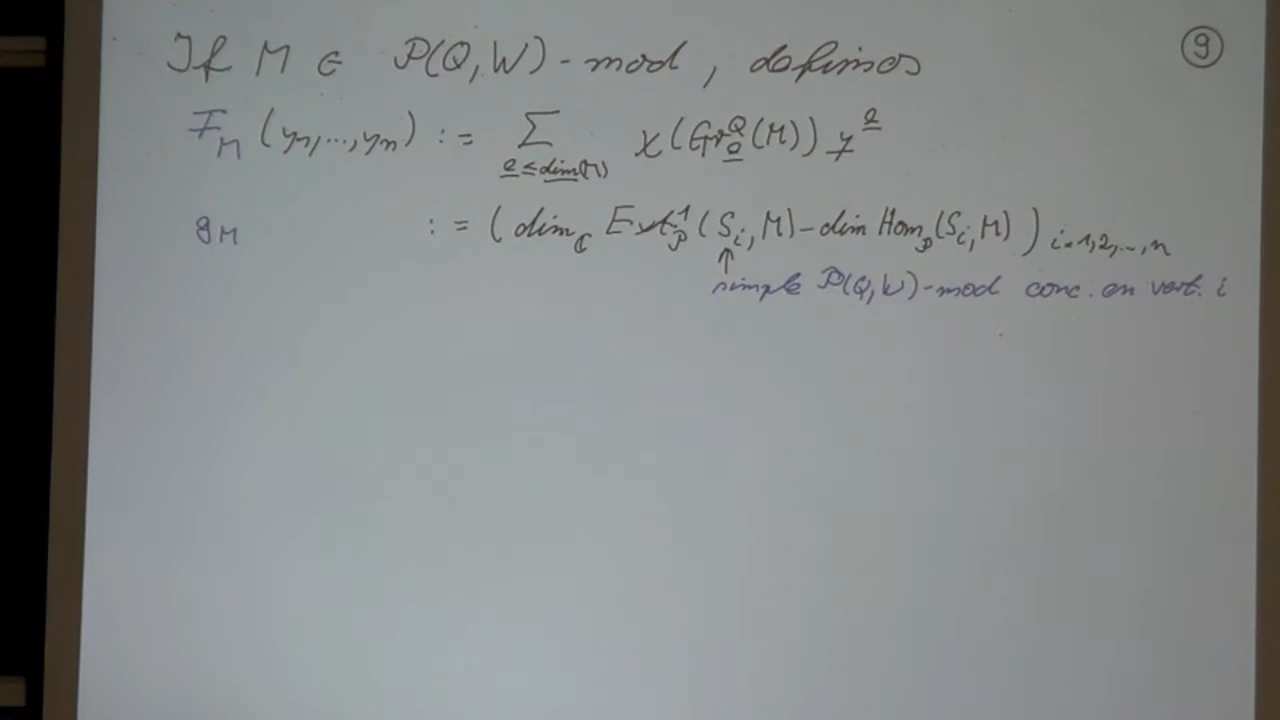 If M ∈ P(Q,W)-mod, defines ⑨
F_M (y_1,...,y_n) := Σ_{e ≤ dim(M)} χ(Gr_e^Q(M)) y^e
g_M := (dim_ℂ Ext^1_P(S_i, M) - dim Hom_P(S_i, M))_{i=1,2,...,n}
↑
simple P(Q,W)-mod conc. on vert. i